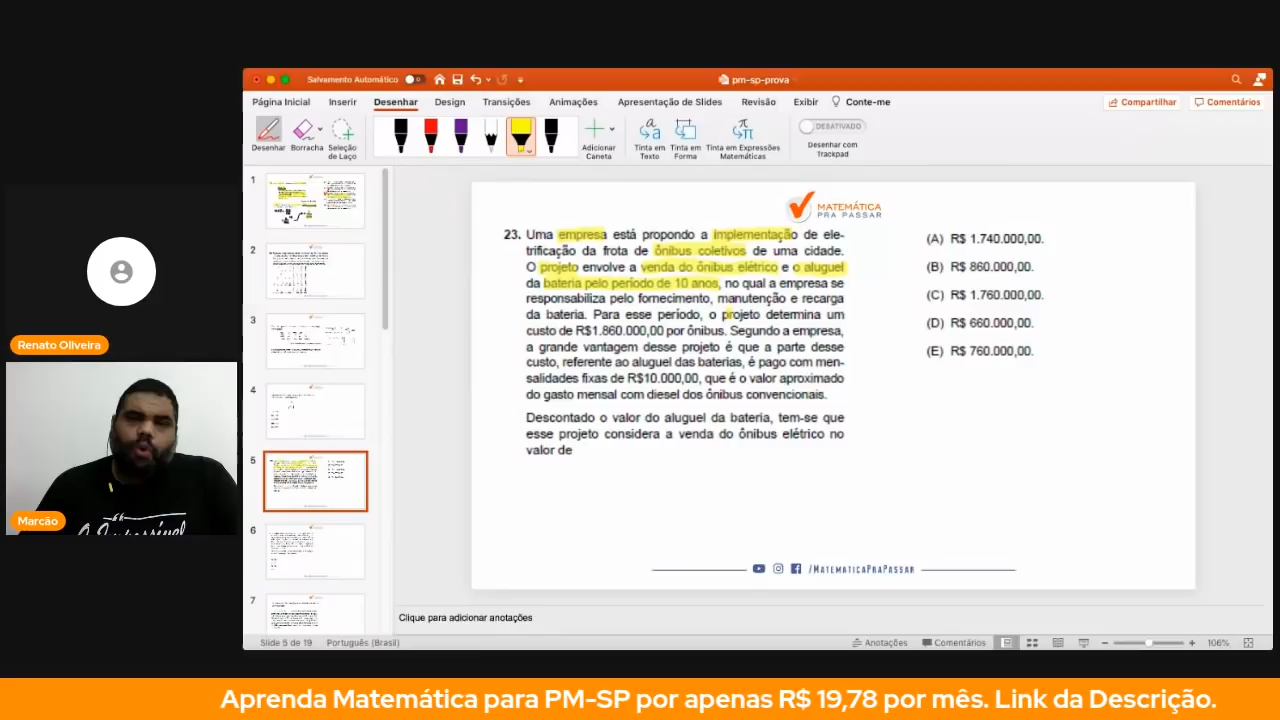 Salvamento Automático
pm-sp-prova
Página Inicial Inserir Desenhar Design Transições Animações Apresentação de Slides Revisão Exibir Conte-me
Compartilhar Comentários
Desenhar Borracha Seleção de Laço
Adicionar Caneta
Tinta em Texto
Tinta em Forma
Tinta em Expressões Matemáticas
DESATIVADO
Desenhar com Trackpad
1
2
3
4
5
6
7
MATEMÁTICA
PRA PASSAR
23. Uma empresa está propondo a implementação de ele-
trificação da frota de ônibus coletivos de uma cidade.
O projeto envolve a venda do ônibus elétrico e o aluguel
da bateria pelo período de 10 anos, no qual a empresa se
responsabiliza pelo fornecimento, manutenção e recarga
da bateria. Para esse período, o projeto determina um
custo de R$1.860.000,00 por ônibus. Segundo a empresa,
a grande vantagem desse projeto é que a parte desse
custo, referente ao aluguel das baterias, é pago com men-
salidades fixas de R$10.000,00, que é o valor aproximado
do gasto mensal com diesel dos ônibus convencionais.
Descontado o valor do aluguel da bateria, tem-se que
esse projeto considera a venda do ônibus elétrico no
valor de
(A) R$ 1.740.000,00.
(B) R$ 860.000,00.
(C) R$ 1.760.000,00.
(D) R$ 660.000,00.
(E) R$ 760.000,00.
/MATEMATICAPRAPASSAR
Clique para adicionar anotações
Slide 5 de 19 Português (Brasil)
Anotações Comentários 106%
Renato Oliveira
Marcão
Aprenda Matemática para PM-SP por apenas R$ 19,78 por mês. Link da Descrição.